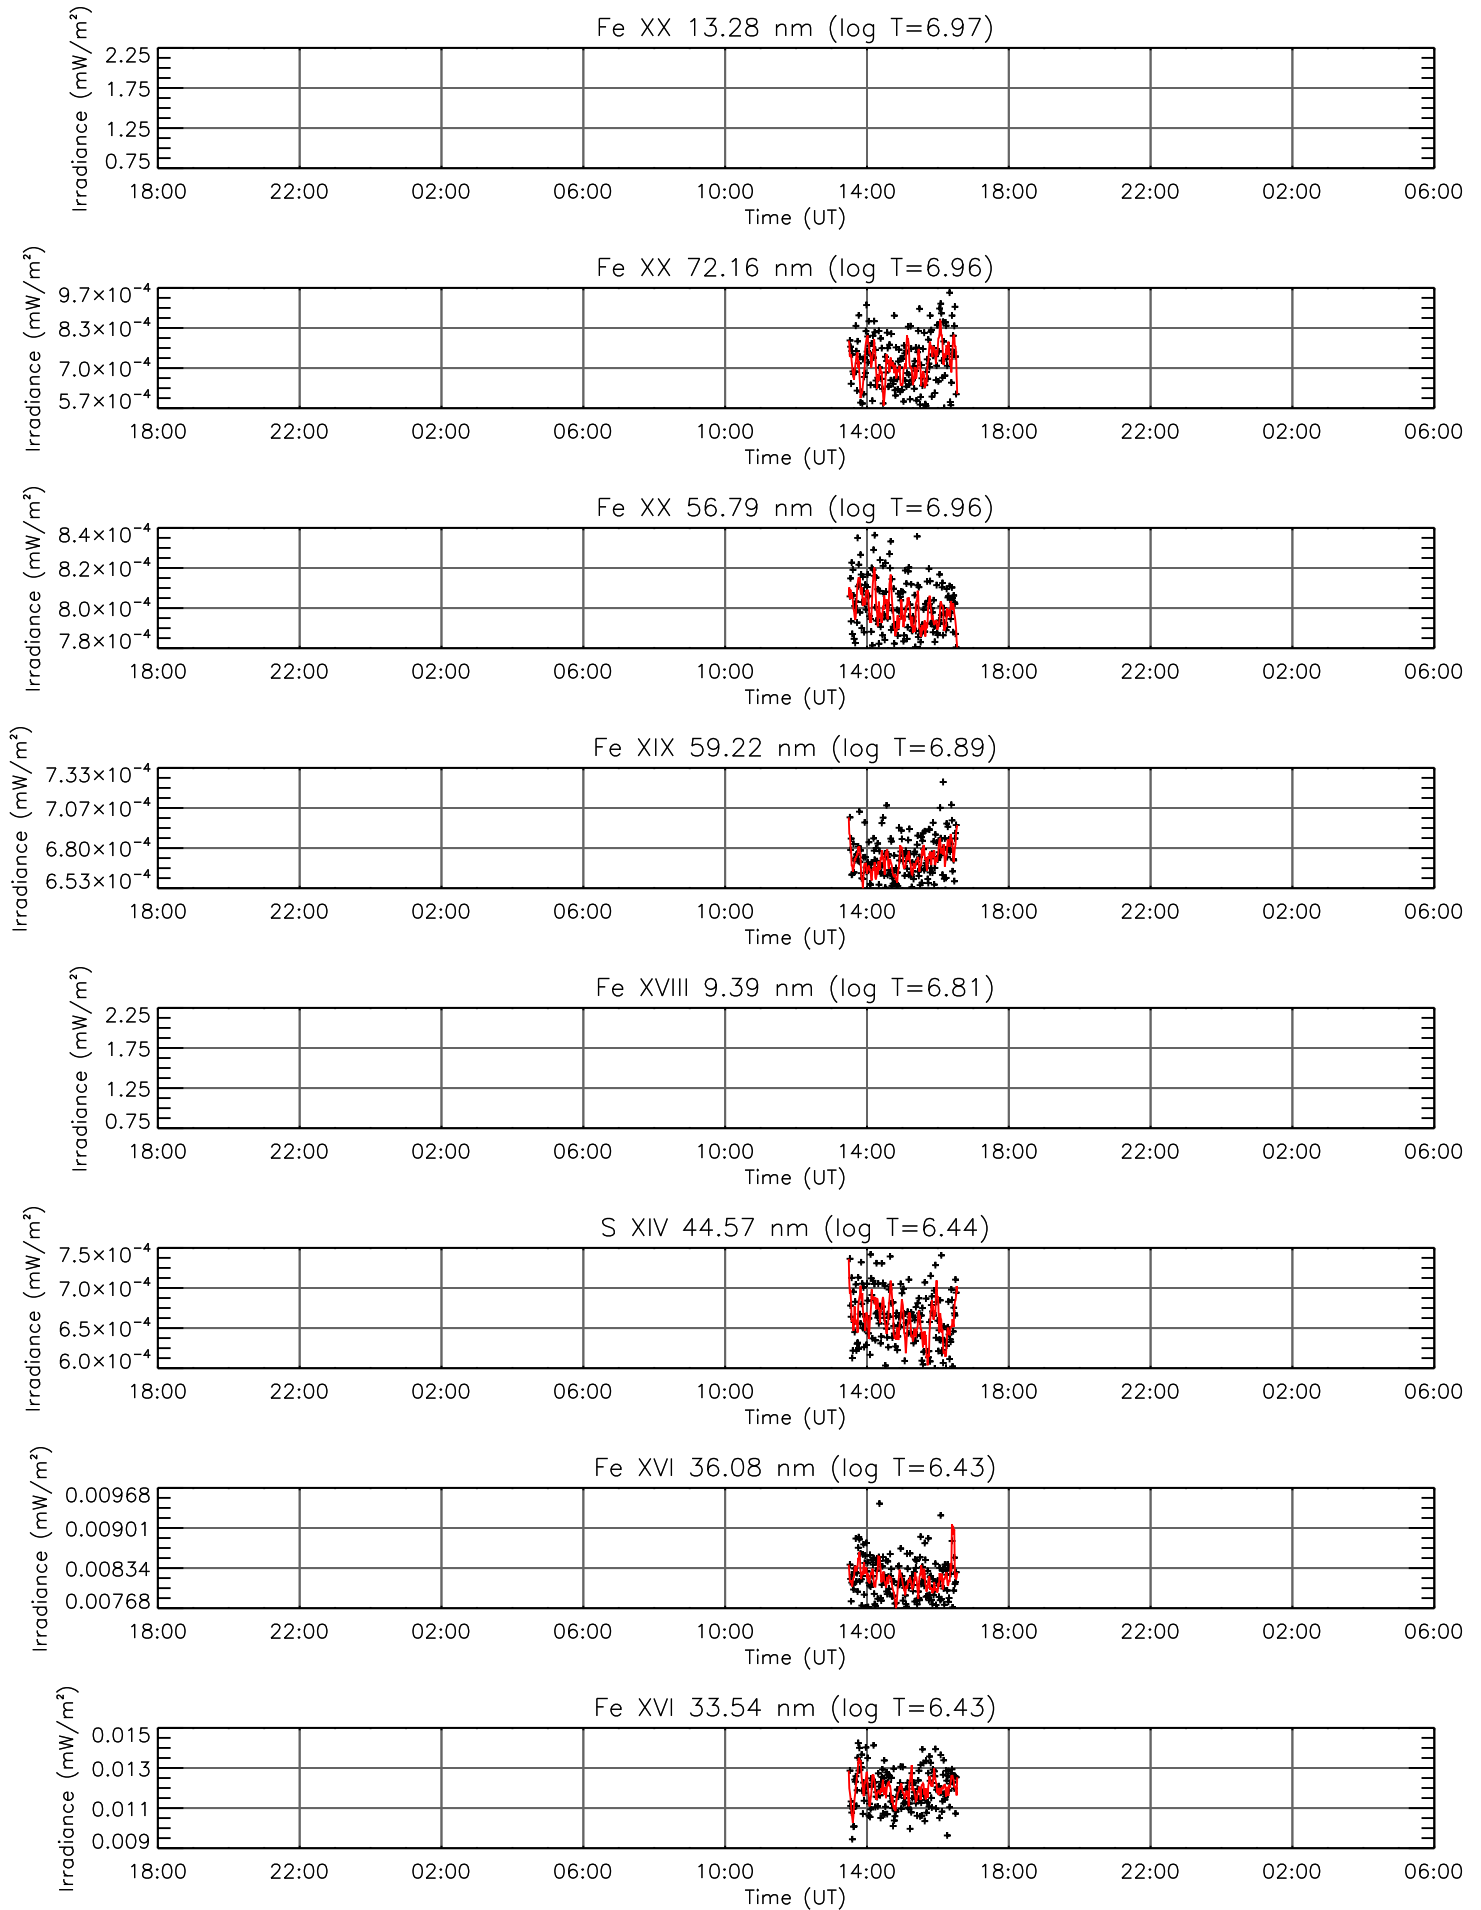 Fe XX 13.28 nm (log T=6.97)
Irradiance (mW/m²)
2.25
1.75
1.25
0.75
18:00 22:00 02:00 06:00 10:00 14:00 18:00 22:00 02:00 06:00
Time (UT)
Fe XX 72.16 nm (log T=6.96)
Irradiance (mW/m²)
9.7×10⁻⁴
8.3×10⁻⁴
7.0×10⁻⁴
5.7×10⁻⁴
18:00 22:00 02:00 06:00 10:00 14:00 18:00 22:00 02:00 06:00
Time (UT)
Fe XX 56.79 nm (log T=6.96)
Irradiance (mW/m²)
8.4×10⁻⁴
8.2×10⁻⁴
8.0×10⁻⁴
7.8×10⁻⁴
18:00 22:00 02:00 06:00 10:00 14:00 18:00 22:00 02:00 06:00
Time (UT)
Fe XIX 59.22 nm (log T=6.89)
Irradiance (mW/m²)
7.33×10⁻⁴
7.07×10⁻⁴
6.80×10⁻⁴
6.53×10⁻⁴
18:00 22:00 02:00 06:00 10:00 14:00 18:00 22:00 02:00 06:00
Time (UT)
Fe XVIII 9.39 nm (log T=6.81)
Irradiance (mW/m²)
2.25
1.75
1.25
0.75
18:00 22:00 02:00 06:00 10:00 14:00 18:00 22:00 02:00 06:00
Time (UT)
S XIV 44.57 nm (log T=6.44)
Irradiance (mW/m²)
7.5×10⁻⁴
7.0×10⁻⁴
6.5×10⁻⁴
6.0×10⁻⁴
18:00 22:00 02:00 06:00 10:00 14:00 18:00 22:00 02:00 06:00
Time (UT)
Fe XVI 36.08 nm (log T=6.43)
Irradiance (mW/m²)
0.00968
0.00901
0.00834
0.00768
18:00 22:00 02:00 06:00 10:00 14:00 18:00 22:00 02:00 06:00
Time (UT)
Fe XVI 33.54 nm (log T=6.43)
Irradiance (mW/m²)
0.015
0.013
0.011
0.009
18:00 22:00 02:00 06:00 10:00 14:00 18:00 22:00 02:00 06:00
Time (UT)